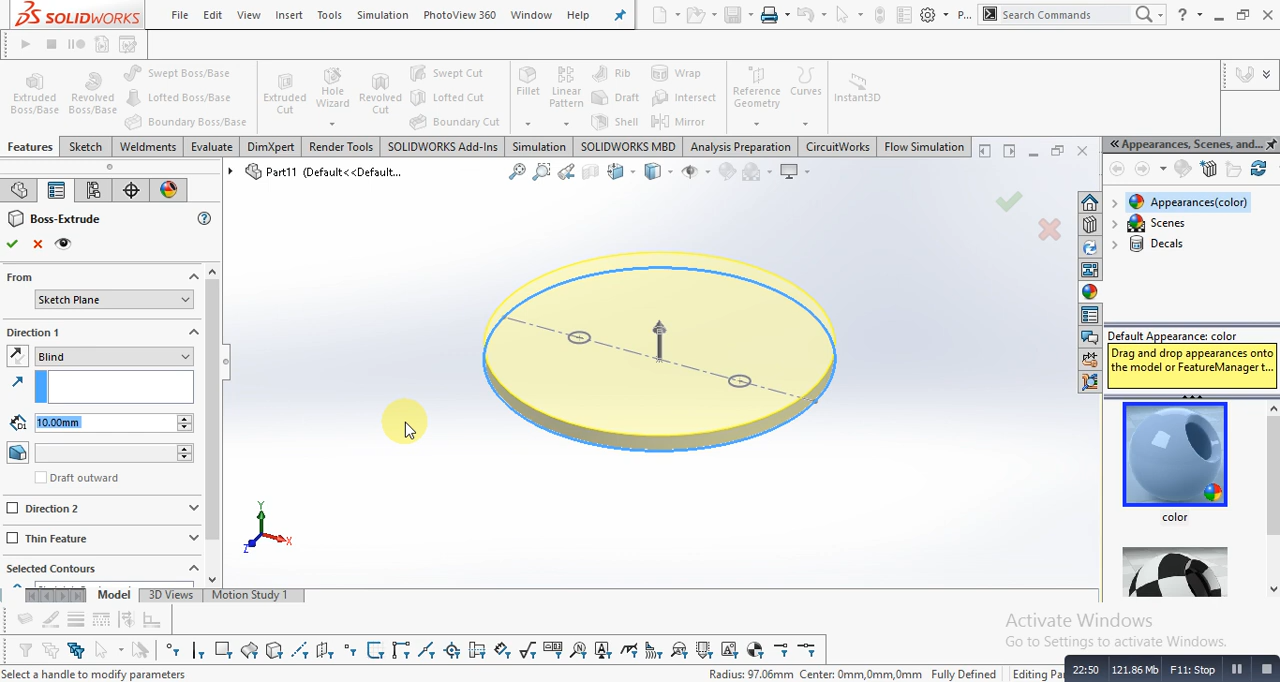 SOLIDWORKS File Edit View Insert Tools Simulation PhotoView 360 Window Help P... Search Commands
Extruded Boss/Base
Revolved Boss/Base
Swept Boss/Base
Lofted Boss/Base
Boundary Boss/Base
Extruded Cut
Hole Wizard
Revolved Cut
Swept Cut
Lofted Cut
Boundary Cut
Fillet
Linear Pattern
Rib
Draft
Shell
Wrap
Intersect
Mirror
Reference Geometry
Curves
Instant3D
Features Sketch Weldments Evaluate DimXpert Render Tools SOLIDWORKS Add-Ins Simulation SOLIDWORKS MBD Analysis Preparation CircuitWorks Flow Simulation
Part11 (Default<<Default...
Boss-Extrude
From
Sketch Plane
Direction 1
Blind
D1
10.00mm
Draft outward
Direction 2
Thin Feature
Selected Contours
Y
X
Z
Appearances, Scenes, and...
Appearances(color)
Scenes
Decals
Default Appearance: color
Drag and drop appearances onto
the model or FeatureManager t...
color
Model 3D Views Motion Study 1
Activate Windows
Go to Settings to activate Windows.
Select a handle to modify parameters
Radius: 97.06mm Center: 0mm,0mm,0mm Fully Defined Editing Pa
22:50 121.86 Mb F11: Stop